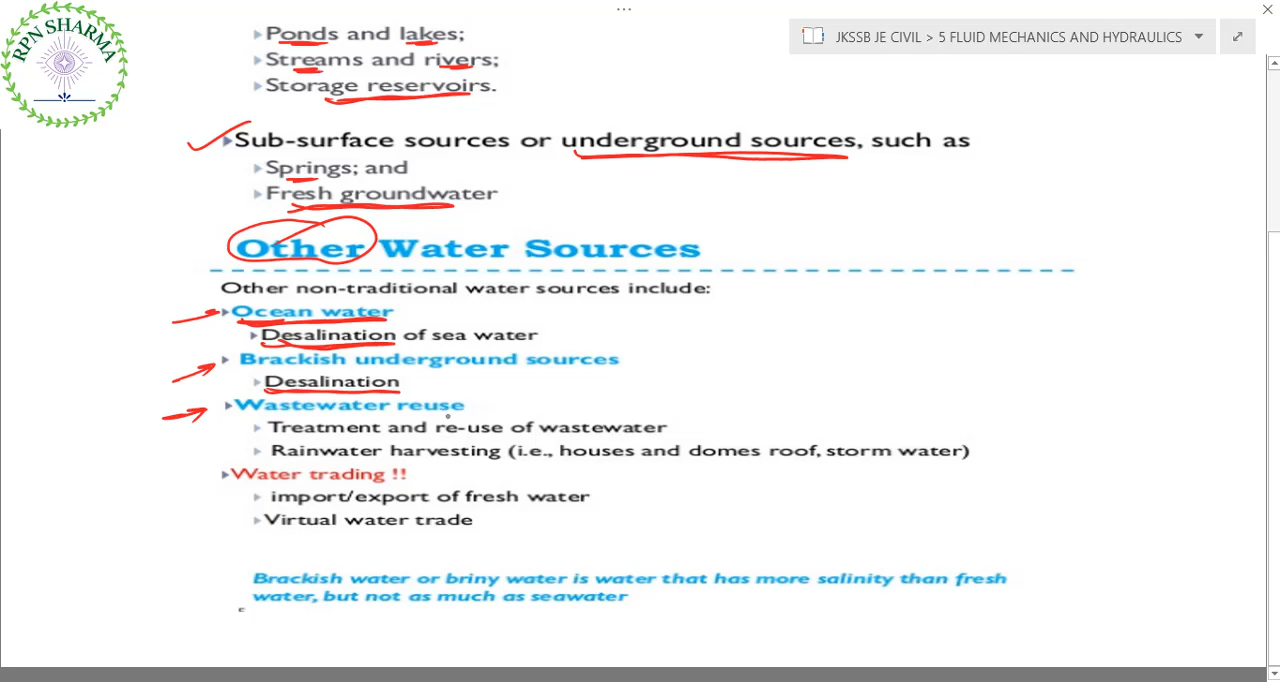 RPN SHARMA
JKSSB JE CIVIL > 5 FLUID MECHANICS AND HYDRAULICS
Ponds and lakes;
Streams and rivers;
Storage reservoirs.
Sub-surface sources or underground sources, such as
Springs; and
Fresh groundwater
Other Water Sources
Other non-traditional water sources include:
Ocean water
Desalination of sea water
Brackish underground sources
Desalination
Wastewater reuse
Treatment and re-use of wastewater
Rainwater harvesting (i.e., houses and domes roof, storm water)
Water trading !!
import/export of fresh water
Virtual water trade
Brackish water or briny water is water that has more salinity than fresh
water, but not as much as seawater